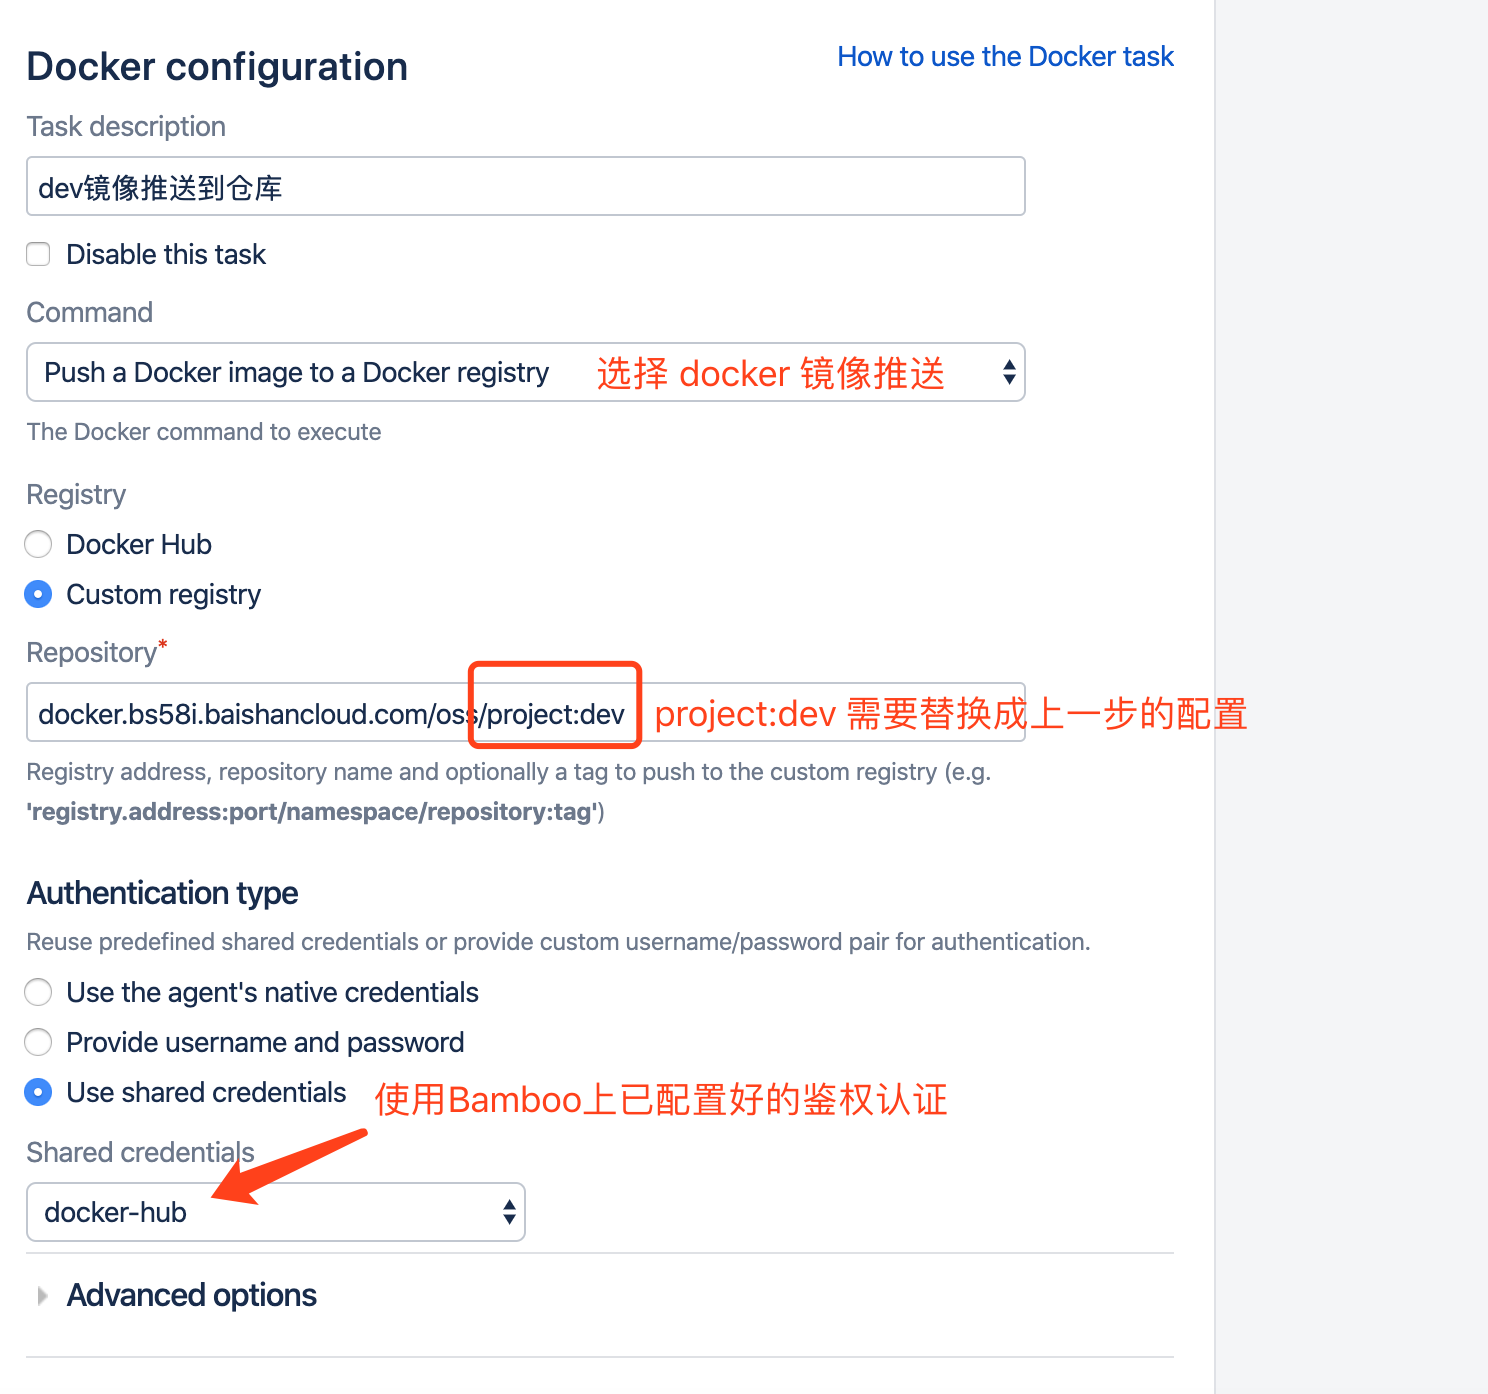 Docker configuration
How to use the Docker task
Task description
dev镜像推送到仓库
Disable this task
Command
Push a Docker image to a Docker registry 选择 docker 镜像推送
The Docker command to execute
Registry
Docker Hub
Custom registry
Repository*
docker.bs58i.baishancloud.com/oss/project:dev project:dev 需要替换成上一步的配置
Registry address, repository name and optionally a tag to push to the custom registry (e.g.
'registry.address:port/namespace/repository:tag')
Authentication type
Reuse predefined shared credentials or provide custom username/password pair for authentication.
Use the agent's native credentials
Provide username and password
Use shared credentials 使用Bamboo上已配置好的鉴权认证
Shared credentials
docker-hub
Advanced options